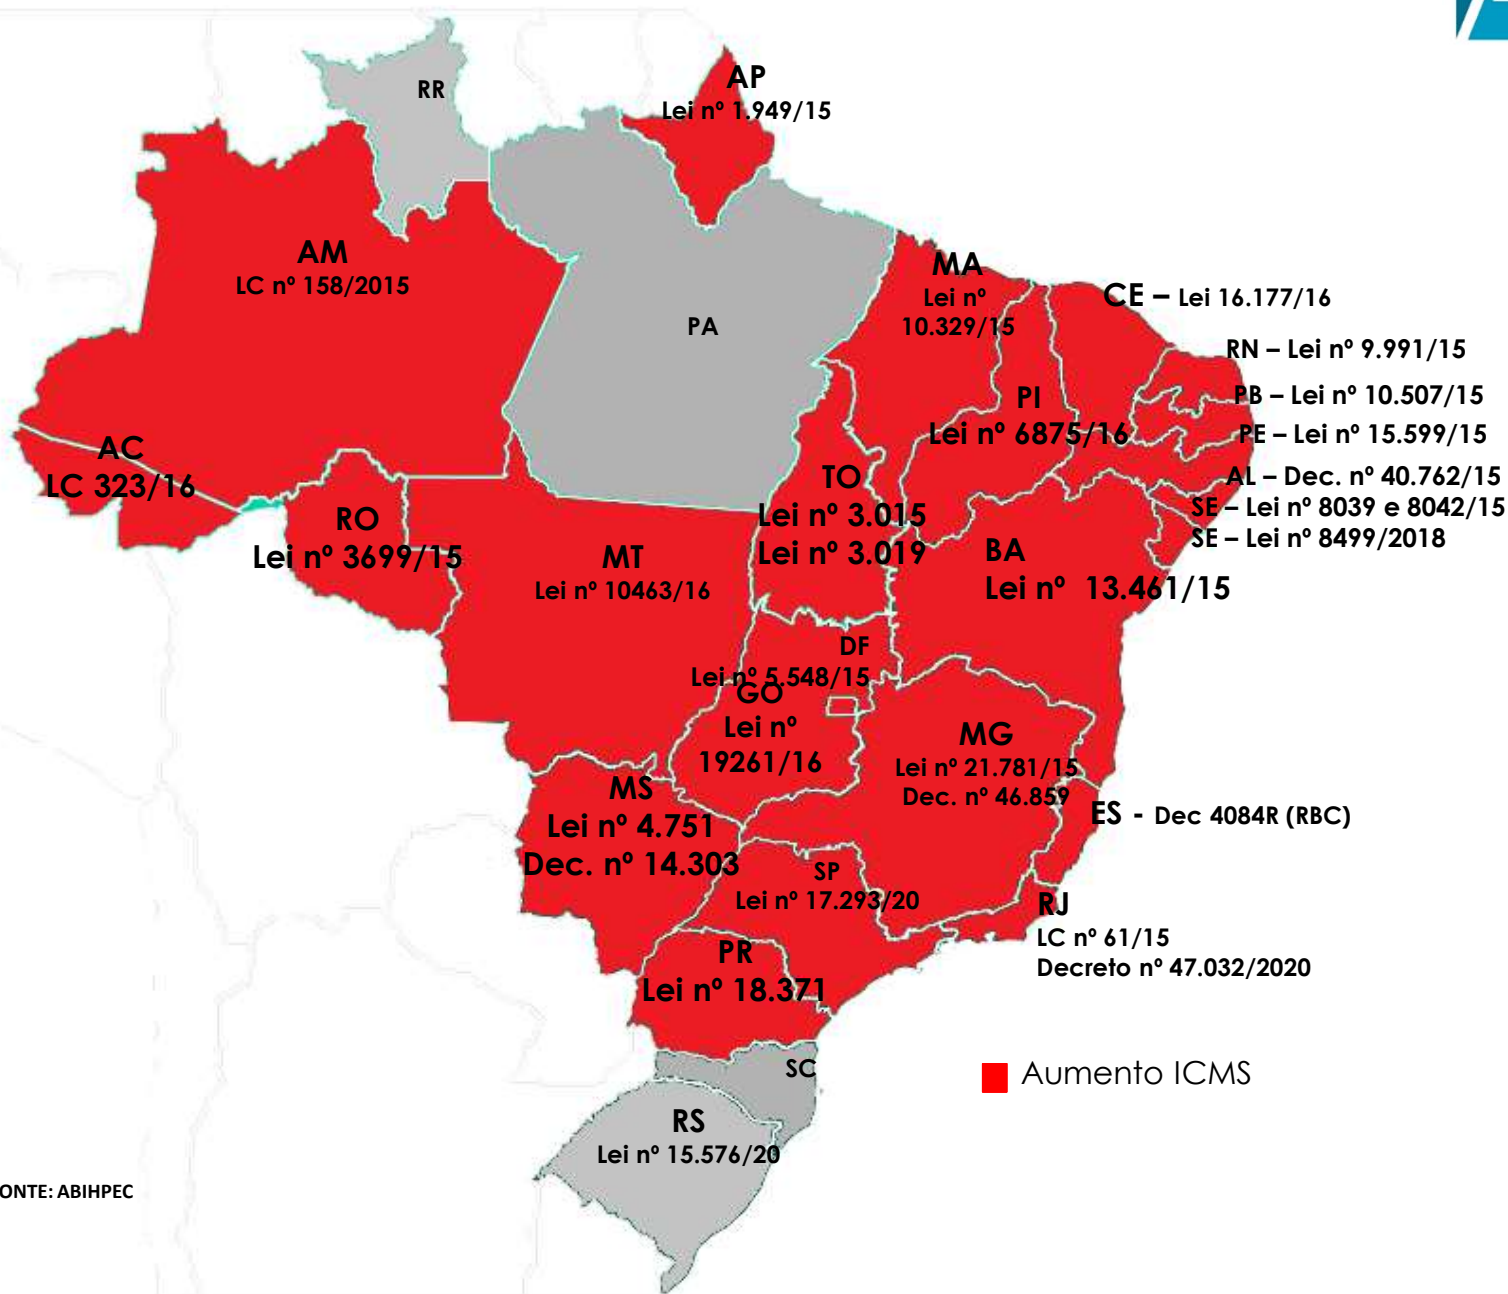 RR
AP
Lei nº 1.949/15
AM
LC nº 158/2015
PA
MA
Lei nº
10.329/15
CE – Lei 16.177/16
RN – Lei nº 9.991/15
PB – Lei nº 10.507/15
PE – Lei nº 15.599/15
AL – Dec. nº 40.762/15
SE – Lei nº 8039 e 8042/15
SE – Lei nº 8499/2018
PI
Lei nº 6875/16
AC
LC 323/16
TO
Lei nº 3.015
Lei nº 3.019
RO
Lei nº 3699/15
MT
Lei nº 10463/16
BA
Lei nº 13.461/15
DF
Lei nº 5.548/15
GO
Lei nº
19261/16
MG
Lei nº 21.781/15
Dec. nº 46.859
MS
Lei nº 4.751
Dec. nº 14.303
ES - Dec 4084R (RBC)
SP
Lei nº 17.293/20
RJ
LC nº 61/15
Decreto nº 47.032/2020
PR
Lei nº 18.371
SC
Aumento ICMS
RS
Lei nº 15.576/20
ONTE: ABIHPEC